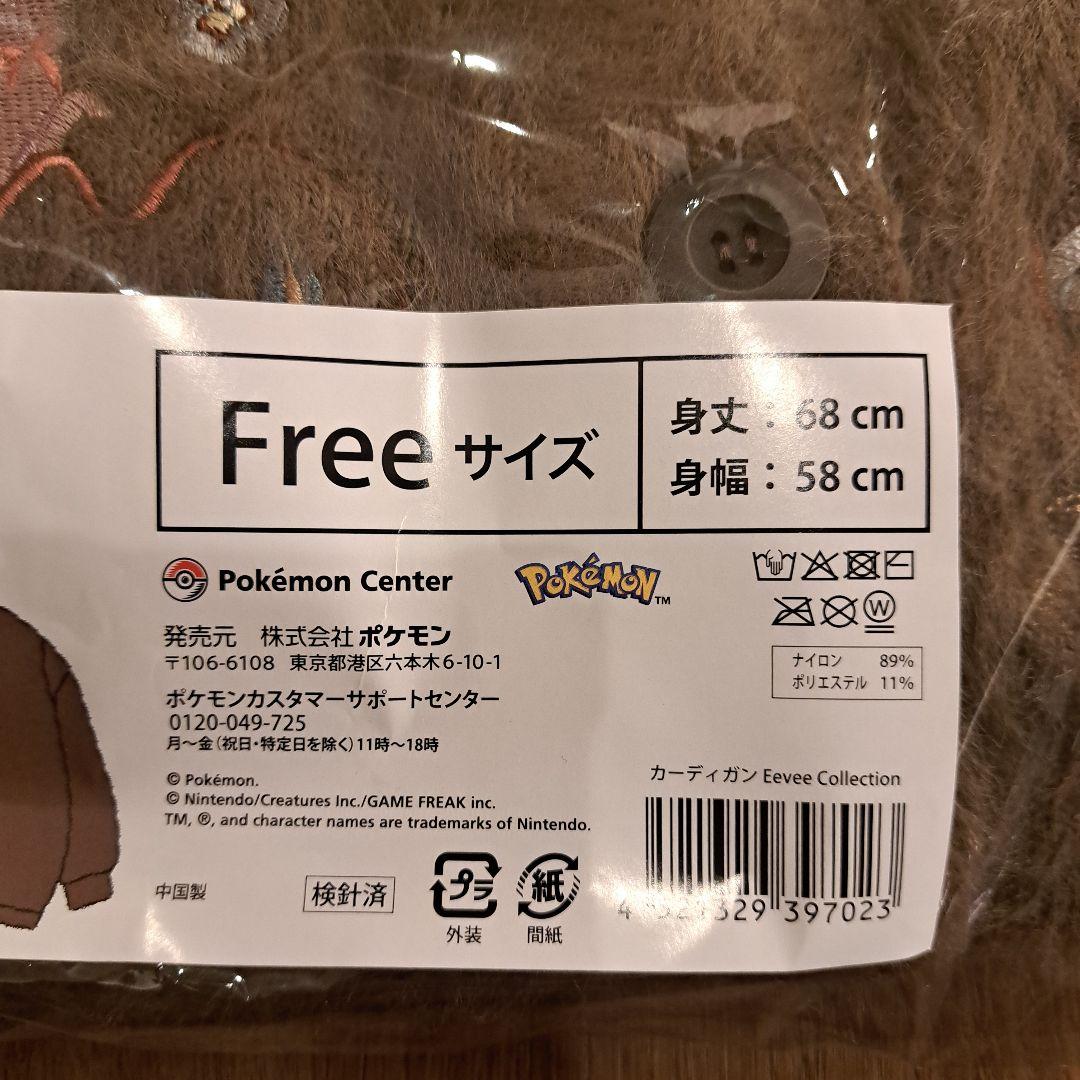 Free サイズ
身丈： 68 cm
身幅： 58 cm
Pokémon Center
POKÉMON TM
W
発売元　株式会社 ポケモン
〒106-6108 東京都港区六本木6-10-1
ナイロン 89%
ポリエステル 11%
ポケモンカスタマーサポートセンター
0120-049-725
月～金（祝日・特定日を除く）11時～18時
カーディガン Eevee Collection
© Pokémon.
© Nintendo/Creatures Inc./GAME FREAK inc.
TM, ®, and character names are trademarks of Nintendo.
中国製
検針済
プラ
外装
紙
間紙
397023